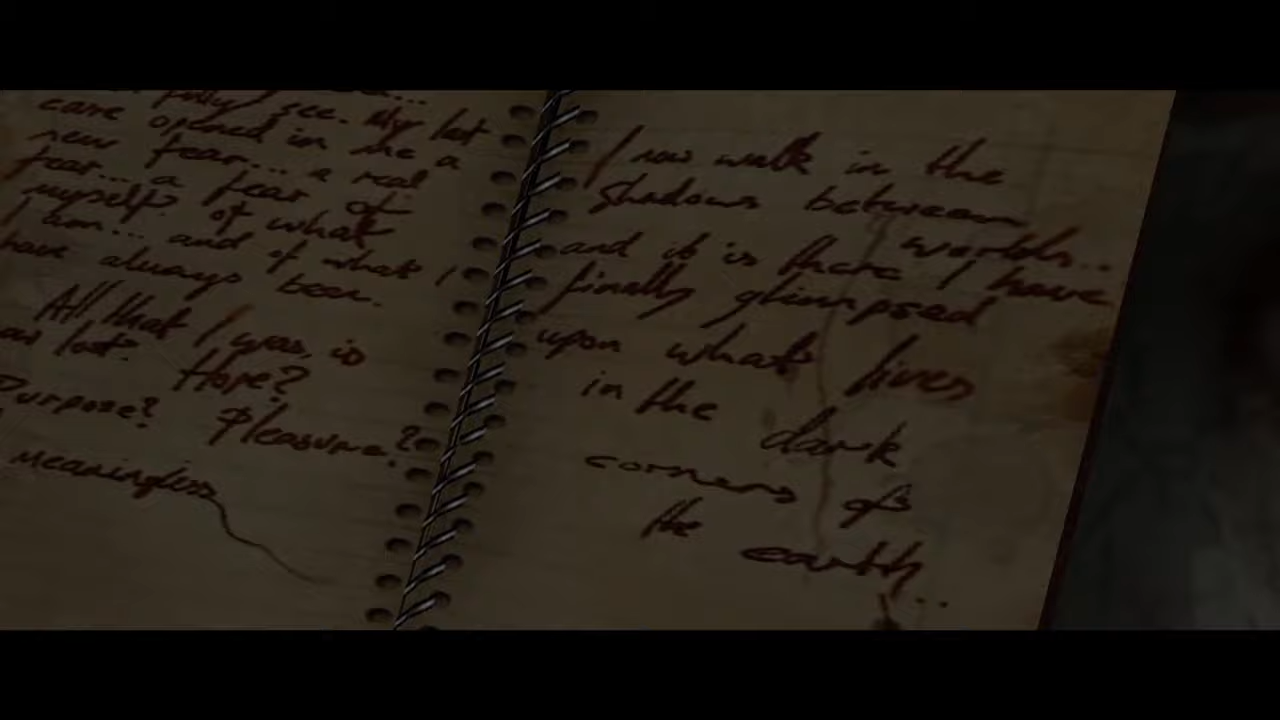 fully see. My last
care opened in me a
new fear... a real
fear... a fear of
myself. of what
I am... and of what I
have always been.
All that I was, is
lost. Hope?
Purpose? Pleasure?
Meaningless
I now walk in the
shadows between
worlds..
and it is there I have
finally glimpsed
upon what lives
in the dark
corners of
the earth...